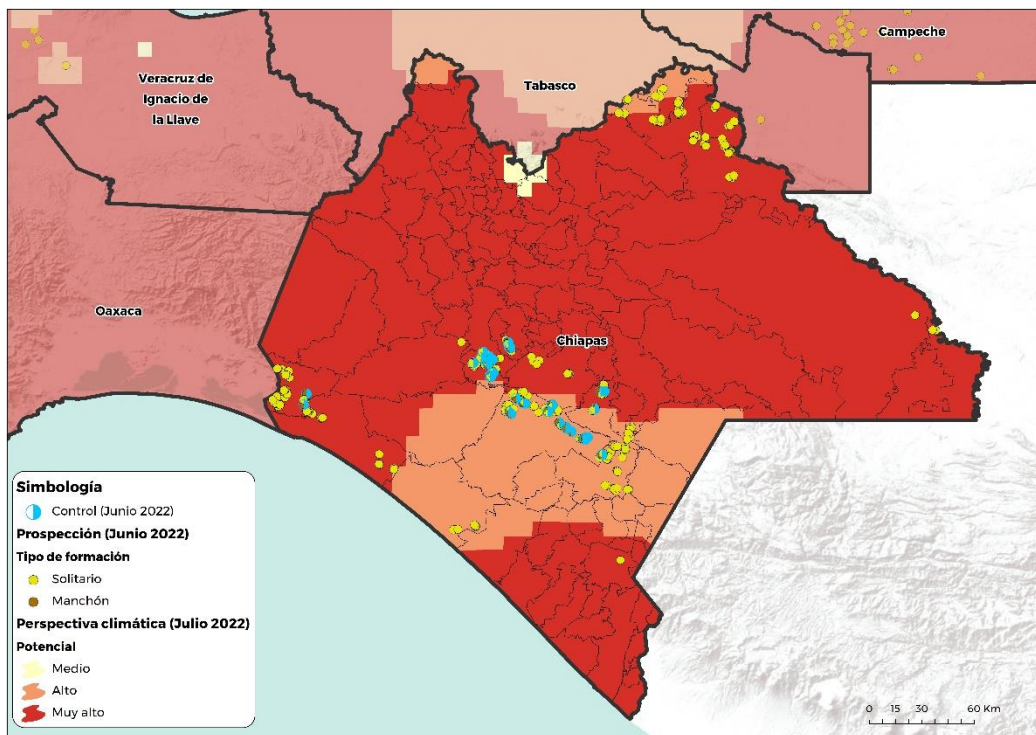 Campeche
Veracruz de
Ignacio de
la Llave
Tabasco
Oaxaca
Chiapas
Simbología
Control (Junio 2022)
Prospección (Junio 2022)
Tipo de formación
Solitario
Manchón
Perspectiva climática (Julio 2022)
Potencial
Medio
Alto
Muy alto
0 15 30 60 Km